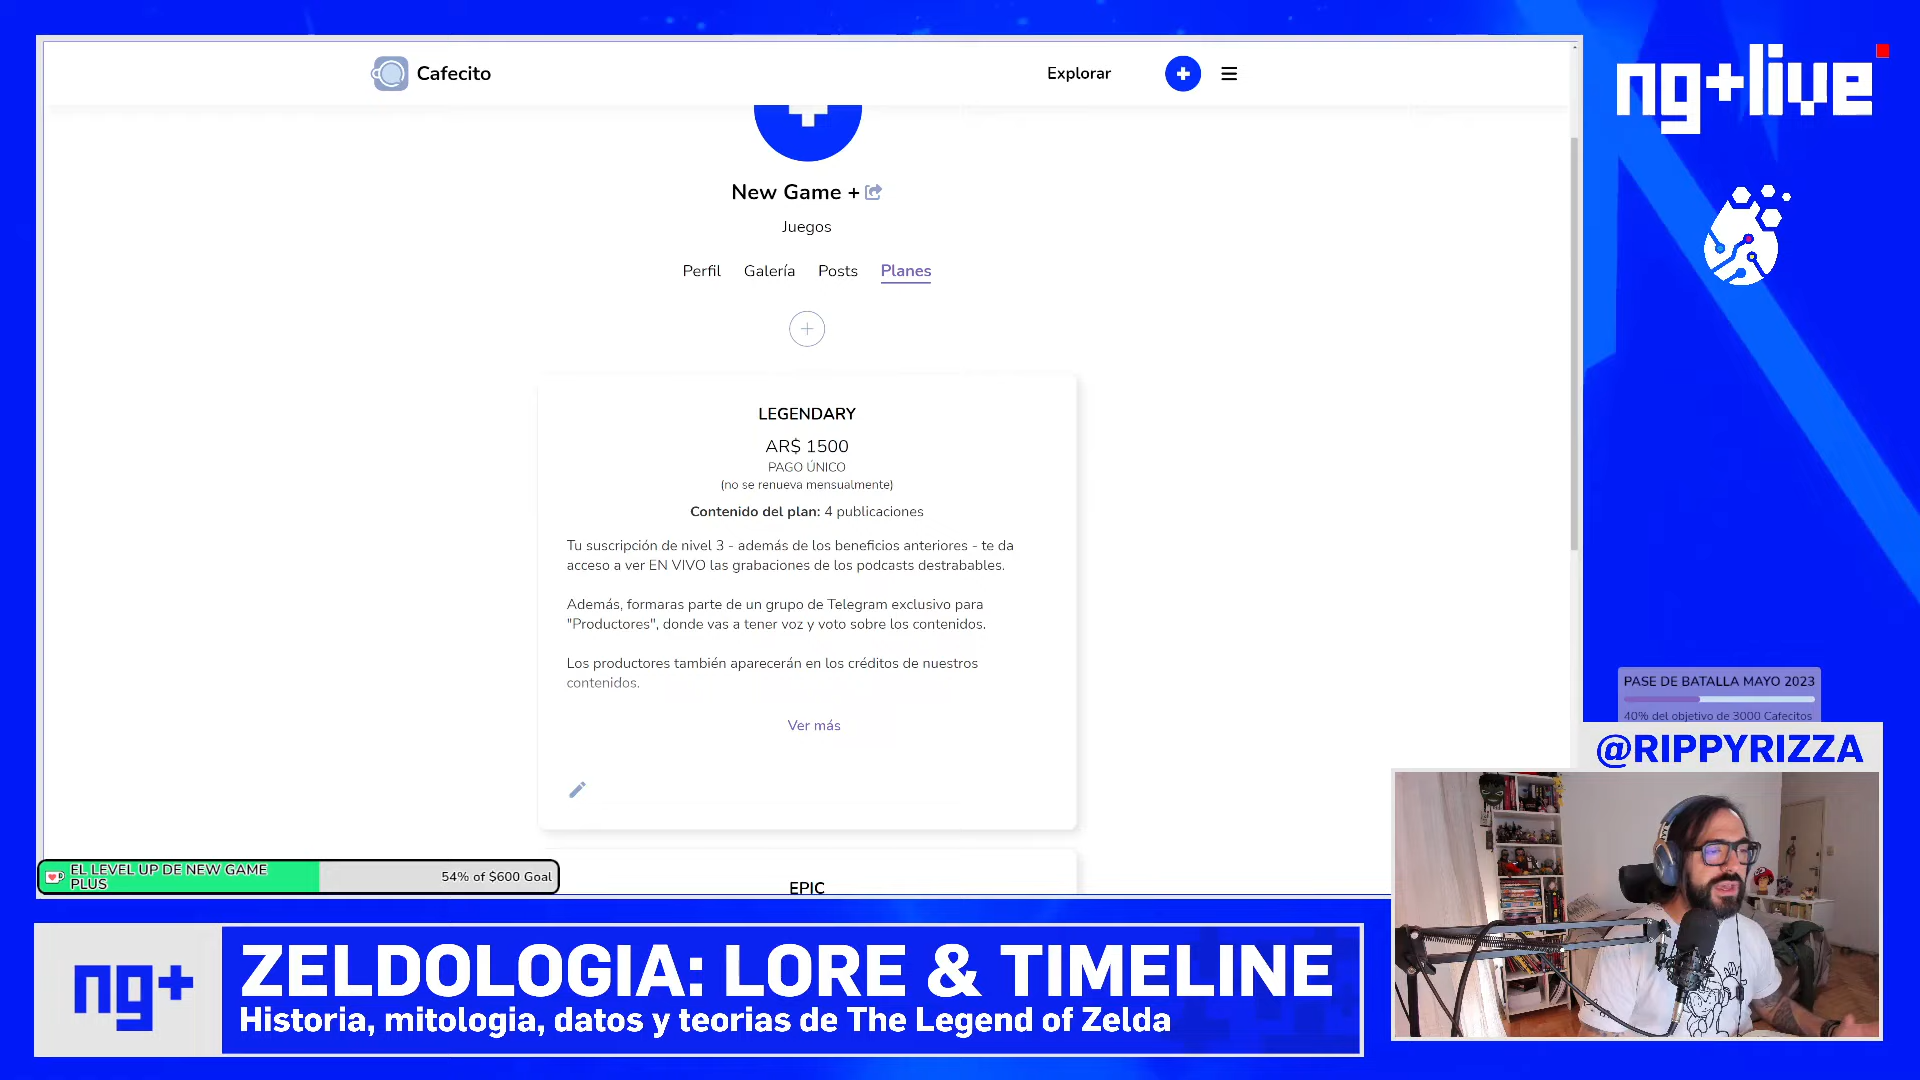 Cafecito
Explorar
New Game +
Juegos
Perfil
Galería
Posts
Planes
LEGENDARY
AR$ 1500
PAGO ÚNICO
(no se renueva mensualmente)
Contenido del plan: 4 publicaciones
Tu suscripción de nivel 3 - además de los beneficios anteriores - te da
acceso a ver EN VIVO las grabaciones de los podcasts destrabables.
Además, formaras parte de un grupo de Telegram exclusivo para
"Productores", donde vas a tener voz y voto sobre los contenidos.
Los productores también aparecerán en los créditos de nuestros
contenidos.
Ver más
EPIC
EL LEVEL UP DE NEW GAME
PLUS
54% of $600 Goal
ng+live
PASE DE BATALLA MAYO 2023
40% del objetivo de 3000 Cafecitos
@RIPPYRIZZA
ng+
ZELDOLOGIA: LORE & TIMELINE
Historia, mitologia, datos y teorias de The Legend of Zelda